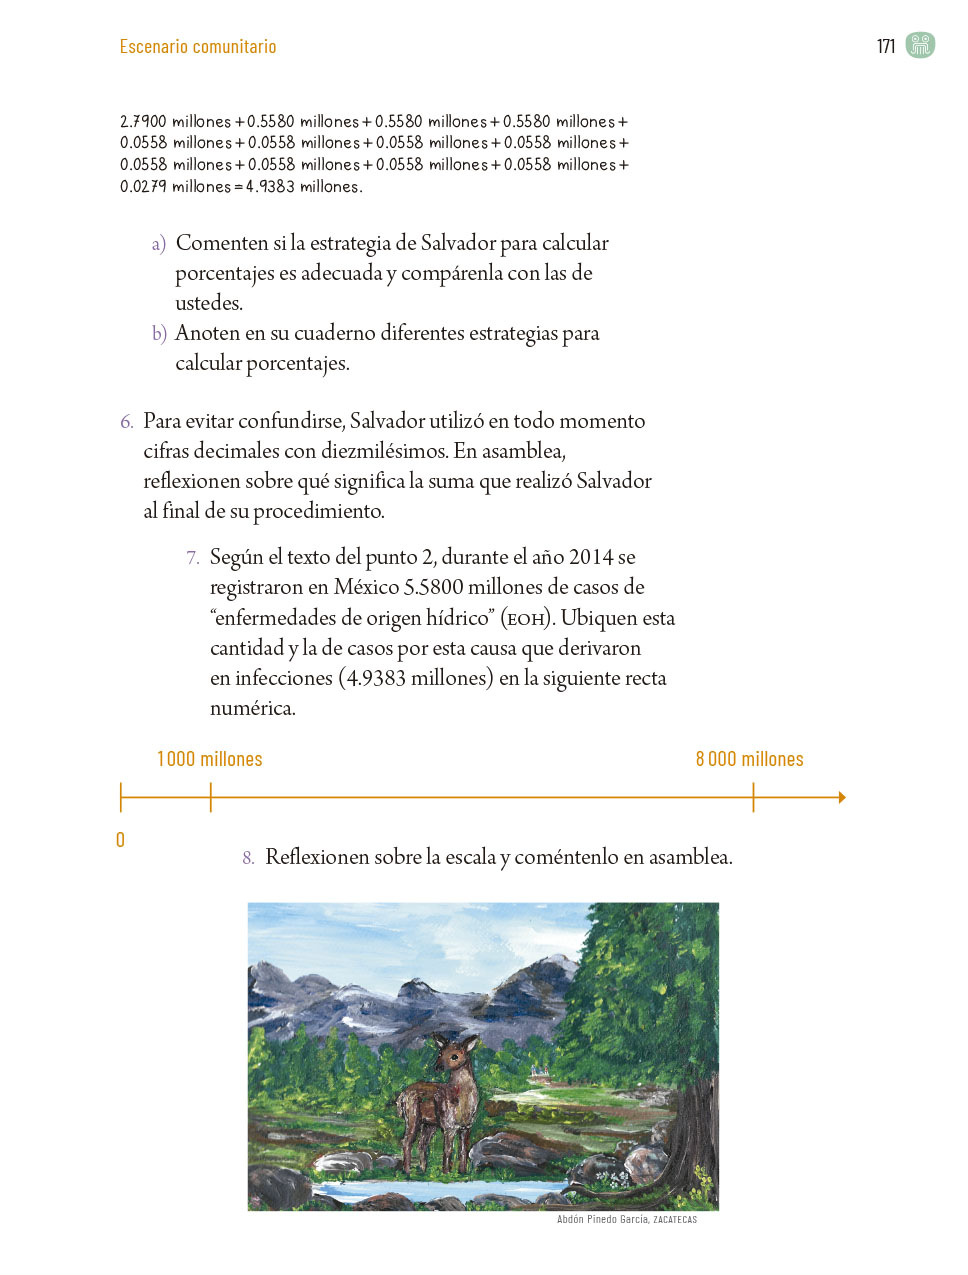 Escenario comunitario
171
2.7900 millones + 0.5580 millones + 0.5580 millones + 0.5580 millones +
0.0558 millones + 0.0558 millones + 0.0558 millones + 0.0558 millones +
0.0558 millones + 0.0558 millones + 0.0558 millones + 0.0558 millones +
0.0279 millones = 4.9383 millones.
a) Comenten si la estrategia de Salvador para calcular
porcentajes es adecuada y compárenla con las de
ustedes.
b) Anoten en su cuaderno diferentes estrategias para
calcular porcentajes.
6. Para evitar confundirse, Salvador utilizó en todo momento
cifras decimales con diezmilésimos. En asamblea,
reflexionen sobre qué significa la suma que realizó Salvador
al final de su procedimiento.
7. Según el texto del punto 2, durante el año 2014 se
registraron en México 5.5800 millones de casos de
“enfermedades de origen hídrico” (EOH). Ubiquen esta
cantidad y la de casos por esta causa que derivaron
en infecciones (4.9383 millones) en la siguiente recta
numérica.
1 000 millones
8 000 millones
0
8. Reflexionen sobre la escala y coméntenlo en asamblea.
Abdón Pinedo García, ZACATECAS